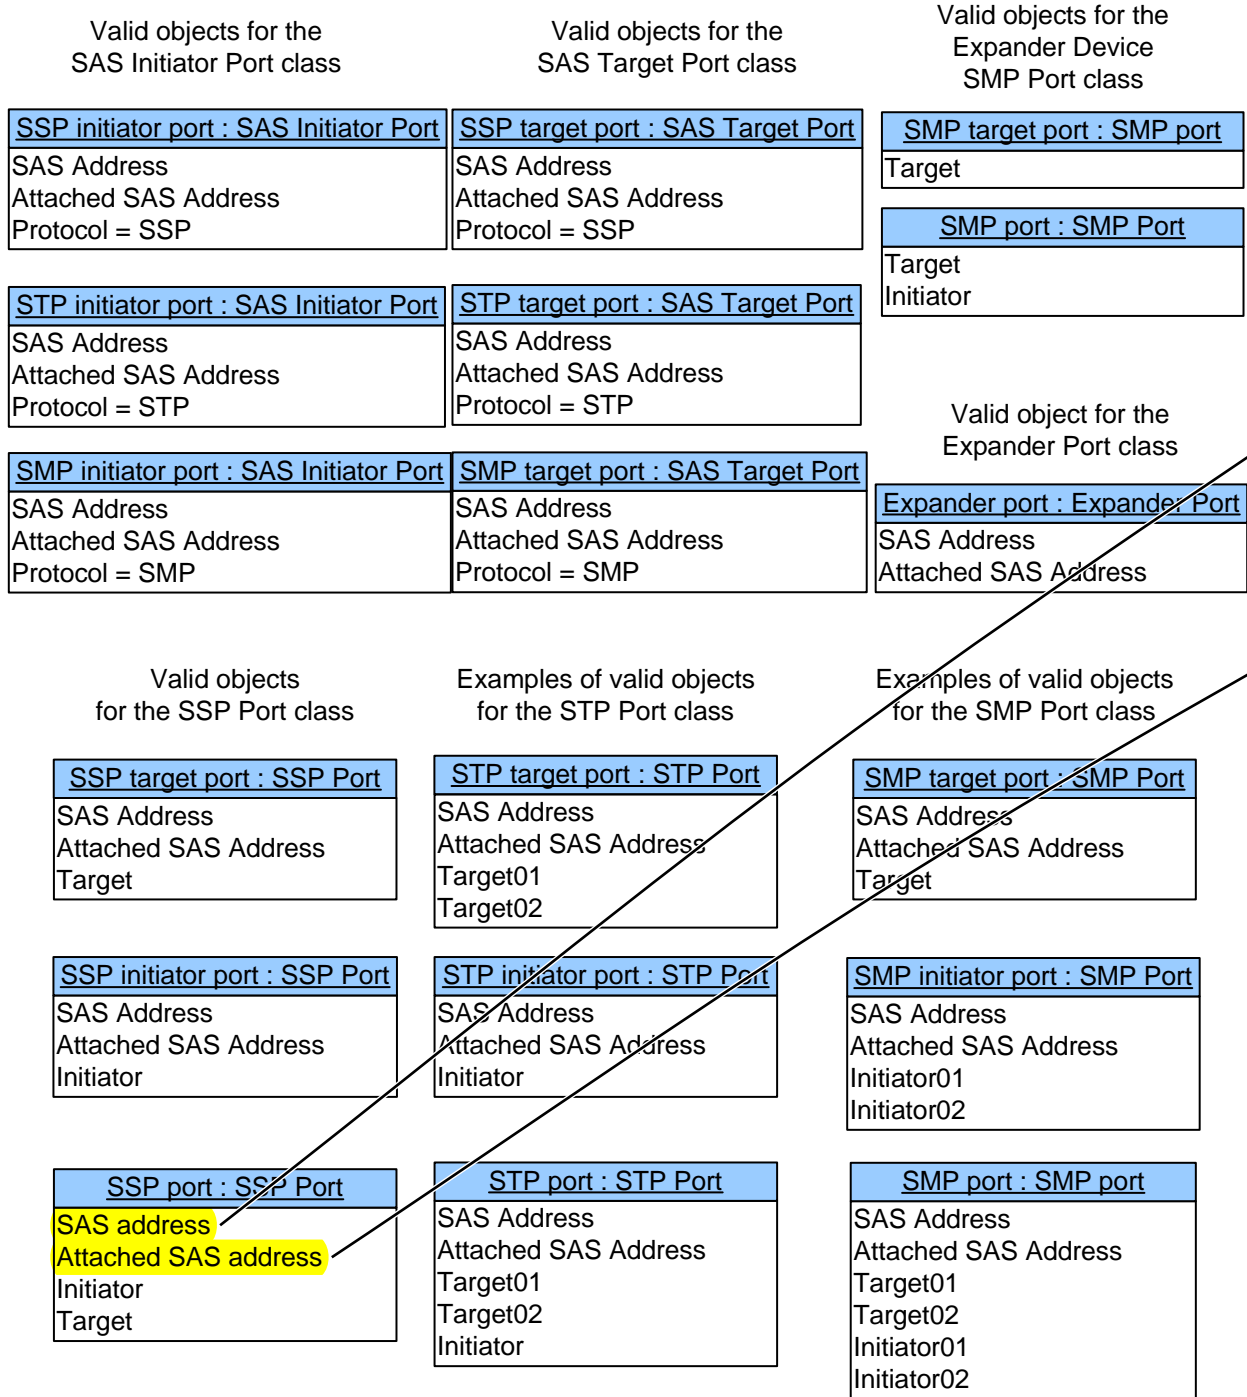 Valid objects for the
SAS Initiator Port class
SSP initiator port : SAS Initiator Port
SAS Address
Attached SAS Address
Protocol = SSP
STP initiator port : SAS Initiator Port
SAS Address
Attached SAS Address
Protocol = STP
SMP initiator port : SAS Initiator Port
SAS Address
Attached SAS Address
Protocol = SMP
Valid objects for the
SAS Target Port class
SSP target port : SAS Target Port
SAS Address
Attached SAS Address
Protocol = SSP
STP target port : SAS Target Port
SAS Address
Attached SAS Address
Protocol = STP
SMP target port : SAS Target Port
SAS Address
Attached SAS Address
Protocol = SMP
Valid objects for the
Expander Device
SMP Port class
SMP target port : SMP port
Target
SMP port : SMP Port
Target
Initiator
Valid object for the
Expander Port class
Expander port : Expander Port
SAS Address
Attached SAS Address
Valid objects
for the SSP Port class
SSP target port : SSP Port
SAS Address
Attached SAS Address
Target
SSP initiator port : SSP Port
SAS Address
Attached SAS Address
Initiator
SSP port : SSP Port
SAS address
Attached SAS address
Initiator
Target
Examples of valid objects
for the STP Port class
STP target port : STP Port
SAS Address
Attached SAS Address
Target01
Target02
STP initiator port : STP Port
SAS Address
Attached SAS Address
Initiator
STP port : STP Port
SAS Address
Attached SAS Address
Target01
Target02
Initiator
Examples of valid objects
for the SMP Port class
SMP target port : SMP Port
SAS Address
Attached SAS Address
Target
SMP initiator port : SMP Port
SAS Address
Attached SAS Address
Initiator01
Initiator02
SMP port : SMP port
SAS Address
Attached SAS Address
Target01
Target02
Initiator01
Initiator02